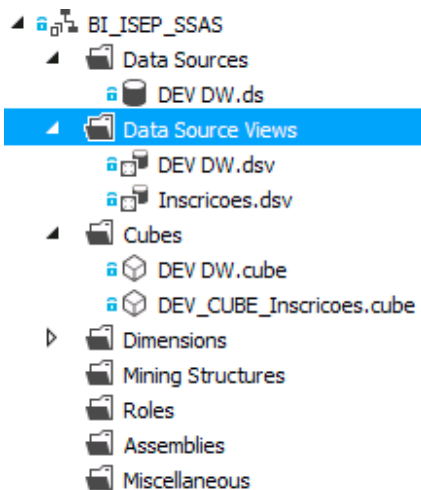 BI_ISEP_SSAS
Data Sources
DEV DW.ds
Data Source Views
DEV DW.dsv
Inscricoes.dsv
Cubes
DEV DW.cube
DEV_CUBE_Inscricoes.cube
Dimensions
Mining Structures
Roles
Assemblies
Miscellaneous